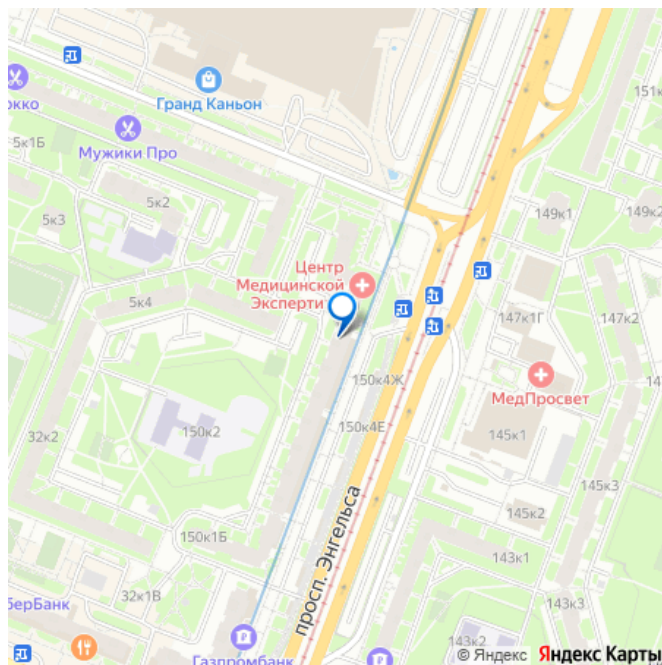 151к
Гранд Каньон
окко
Мужики Про
5к1Б
5к2
149к1
149к2
5к3
Центр
Медицинской
Эксперти
5к4
147к1Г
147к2
150к4Ж
МедПросвет
150к2
150к4Е
145к1
32к2
145к3
просп. Энгельса
145к2
150к1Б
143к1
32к1В
143к3
берБанк
143к2
Газпромбанк
© Яндекс Яндекс Карты